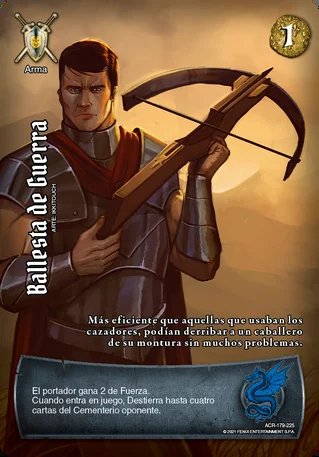 Arma
1
Ballesta de Guerra
ARTE: IKKITOUCH
Más eficiente que aquellas que usaban los
cazadores, podían derribar a un caballero
de su montura sin muchos problemas.
El portador gana 2 de Fuerza.
Cuando entra en juego, Destierra hasta cuatro
cartas del Cementerio oponente.
ACR-179-225
© 2021 FENIX ENTERTAINMENT S.P.A.